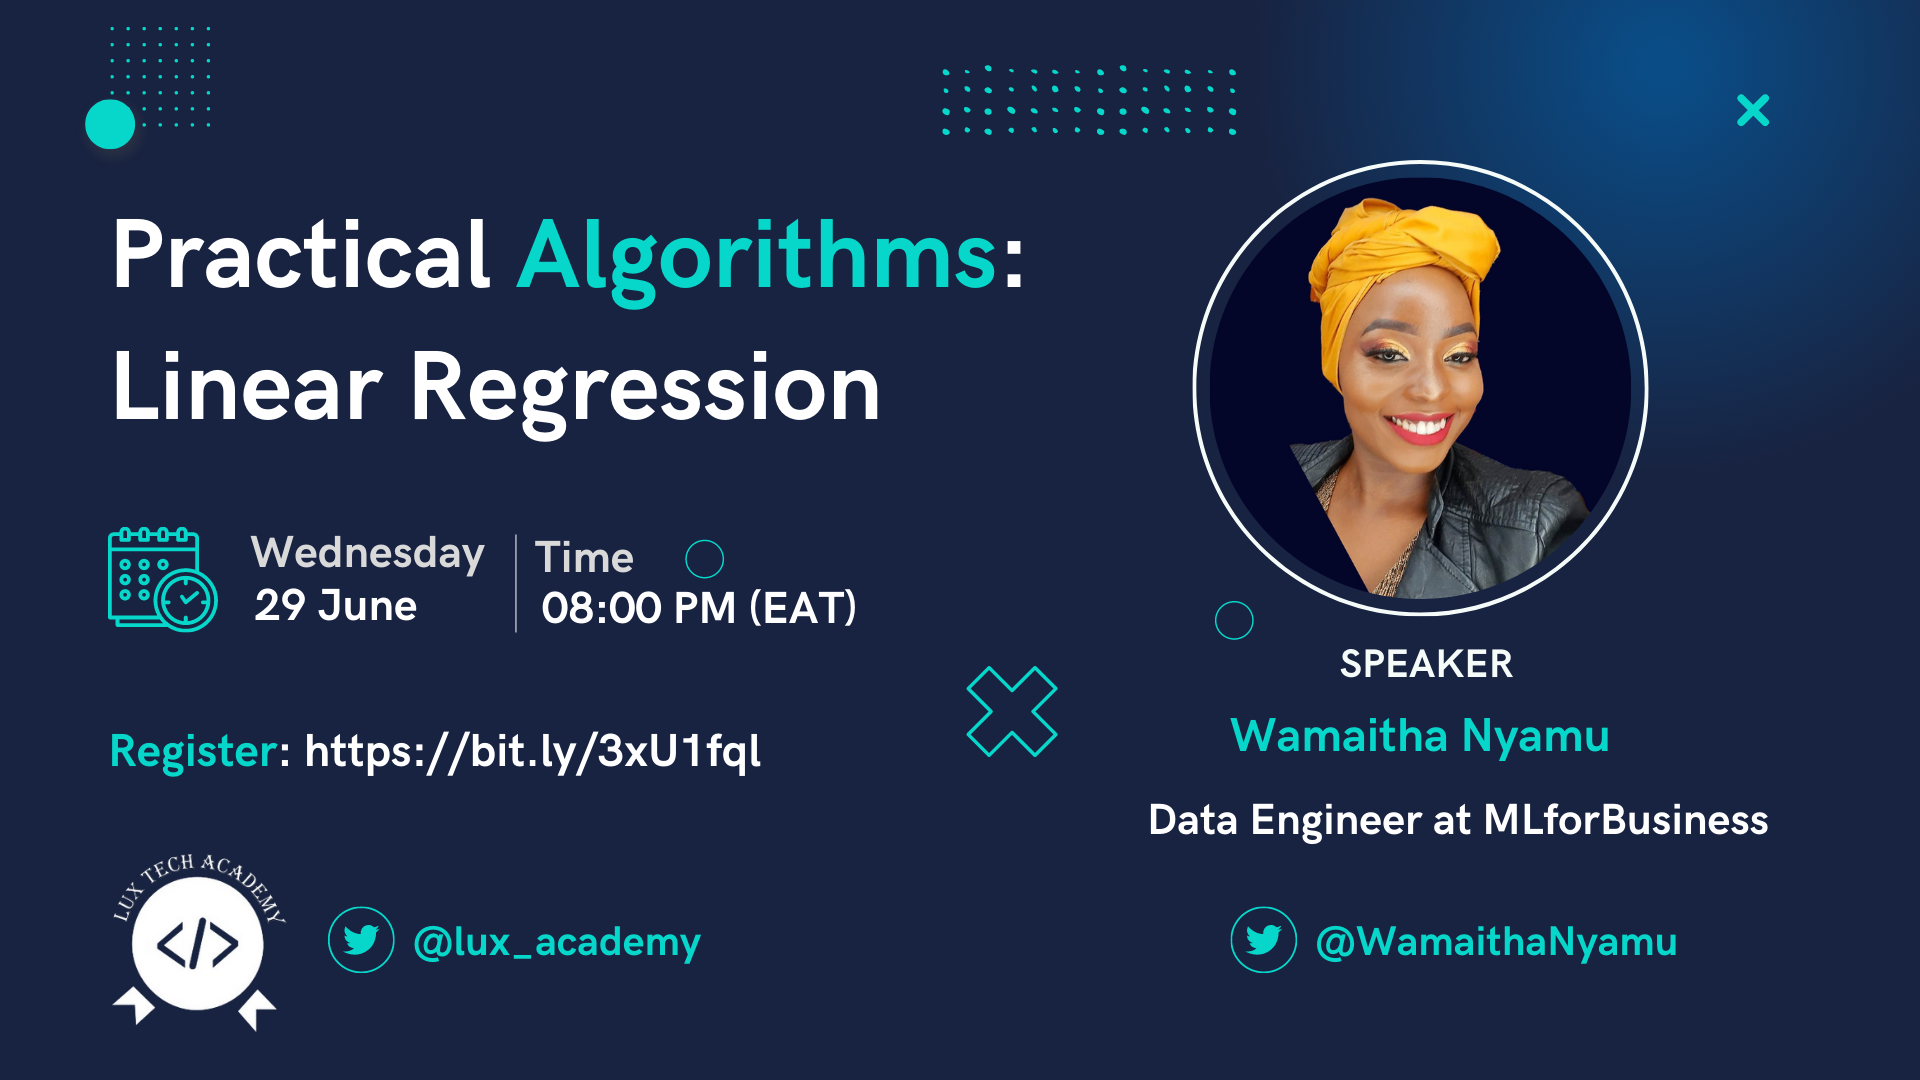 Practical Algorithms:
Linear Regression
Wednesday
29 June
Time
08:00 PM (EAT)
Register: https://bit.ly/3xU1fql
LUX TECH ACADEMY
</>
@lux_academy
SPEAKER
Wamaitha Nyamu
Data Engineer at MLforBusiness
@WamaithaNyamu